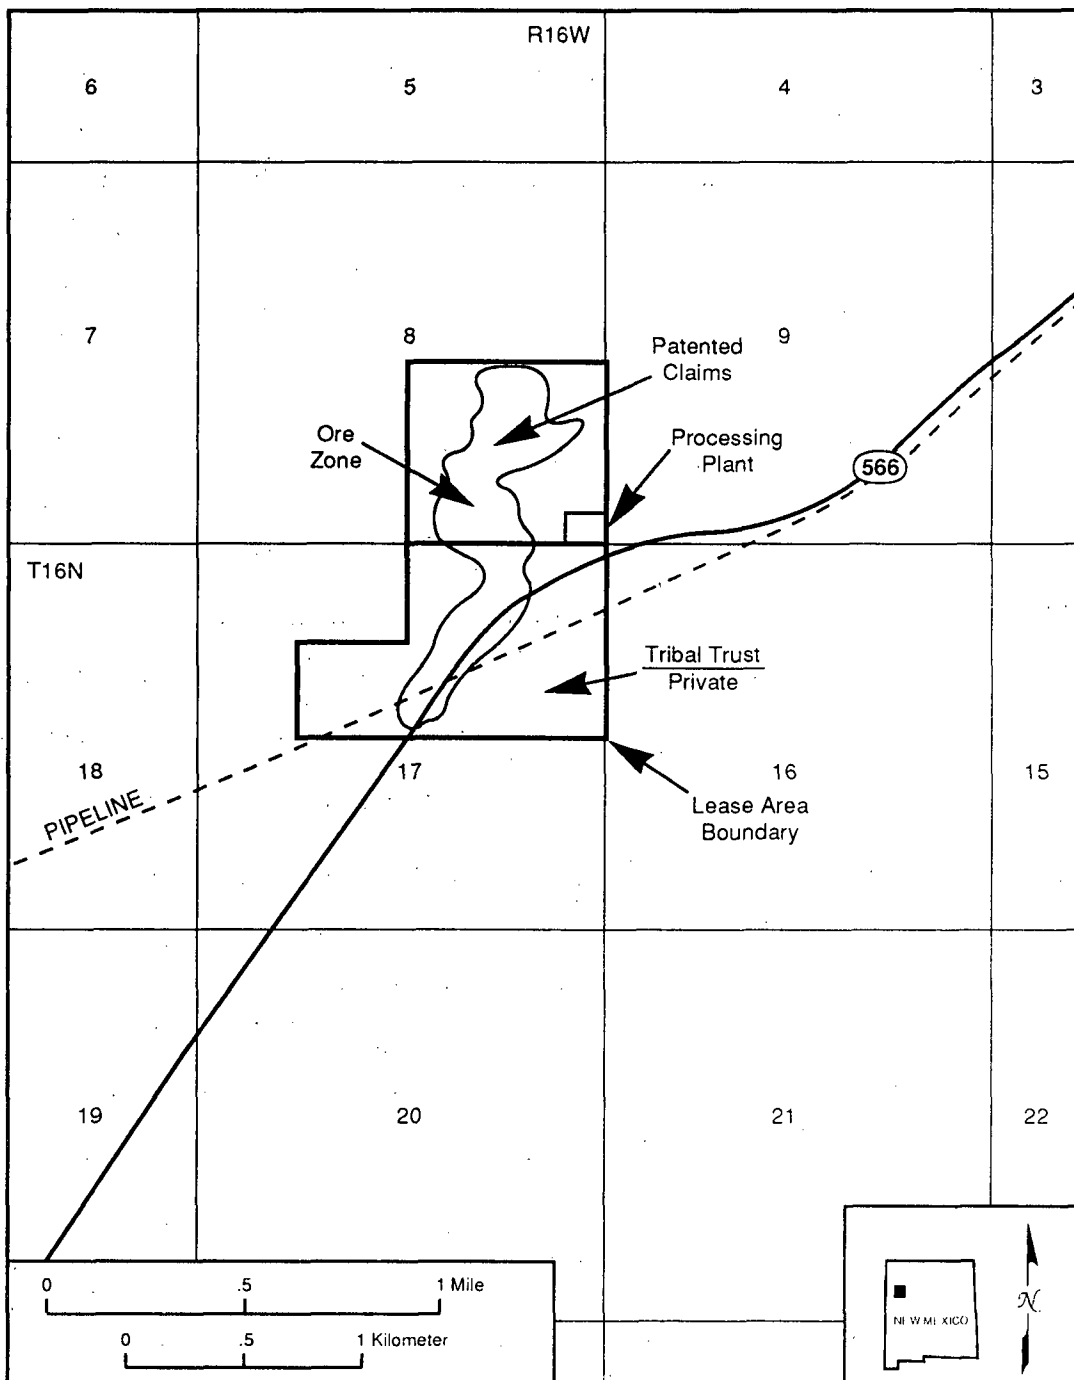 R16W
6
5
4
3
7
8
9
Patented
Claims
Ore
Zone
Processing
Plant
566
T16N
Tribal Trust
Private
18
17
16
15
PIPELINE
Lease Area
Boundary
19
20
21
22
0 .5 1 Mile
0 .5 1 Kilometer
NEW MEXICO
N